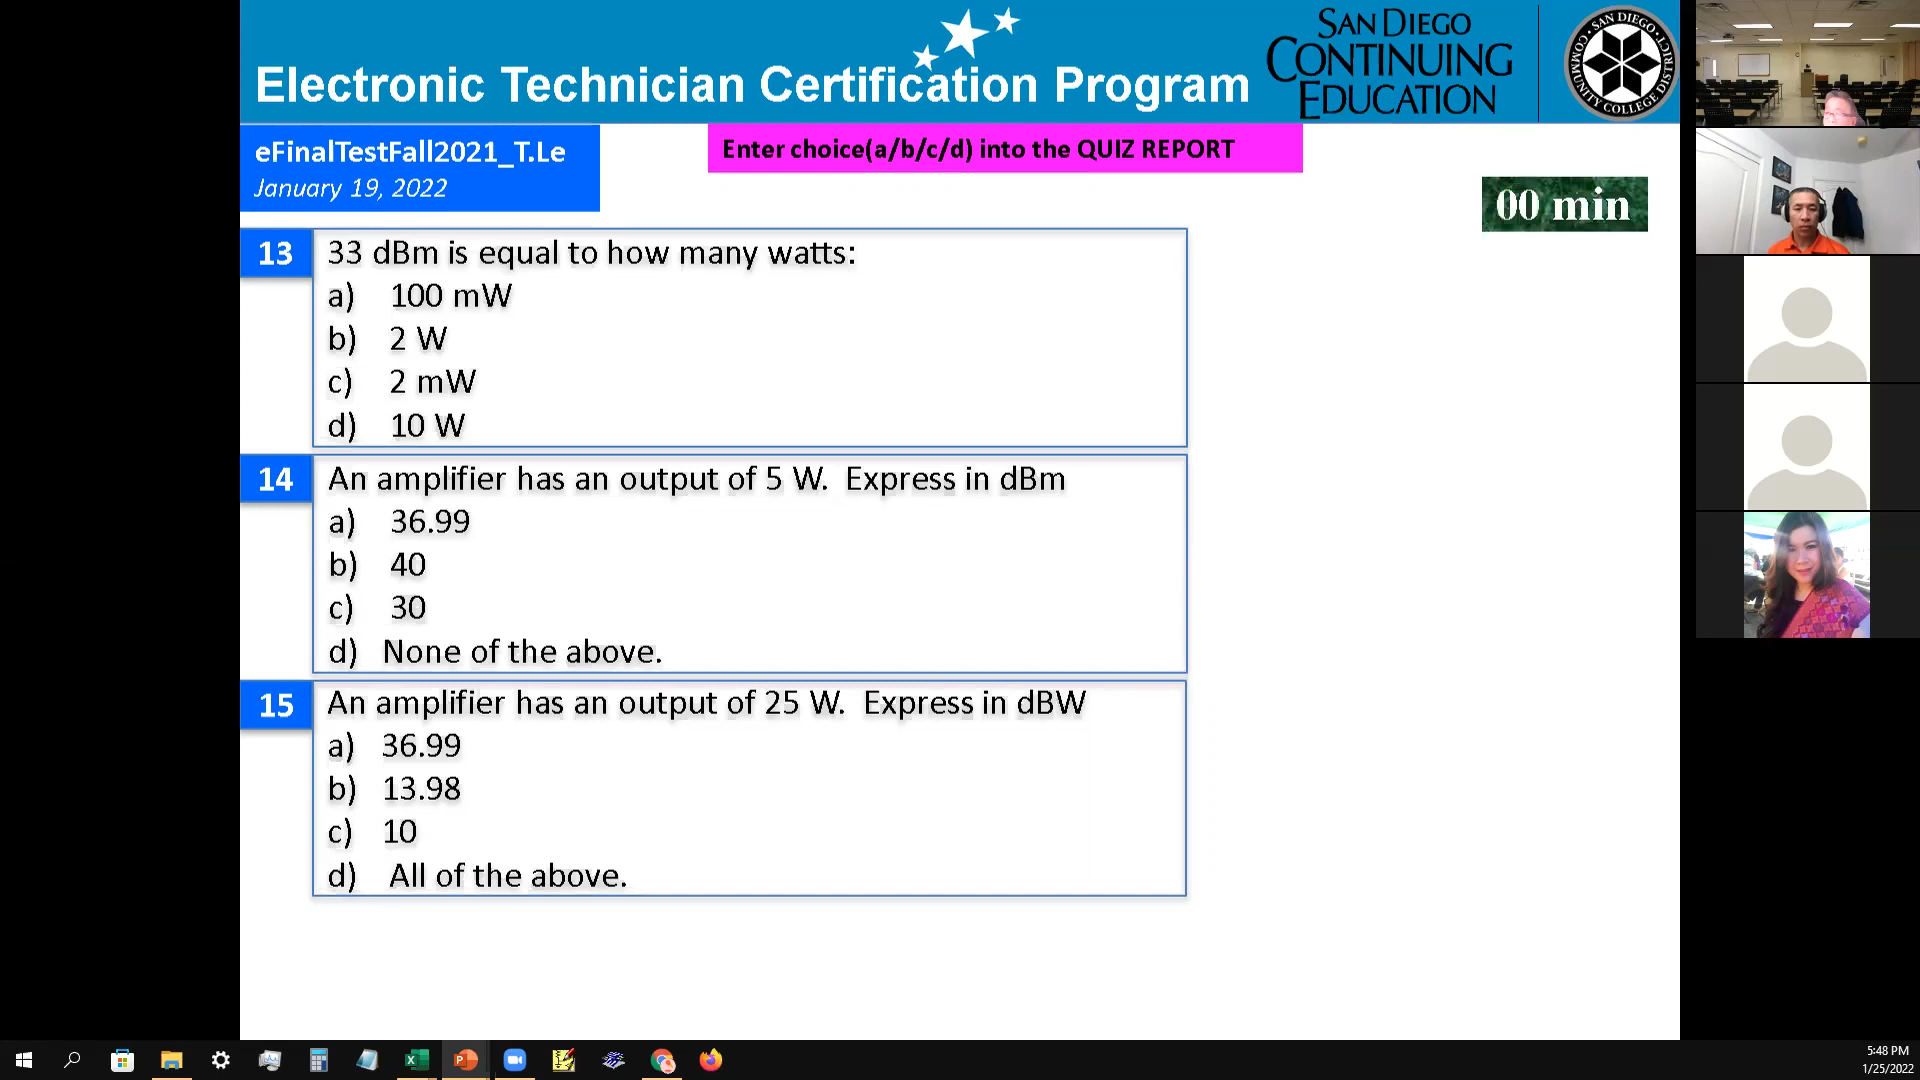 Electronic Technician Certification Program
SAN DIEGO
CONTINUING
EDUCATION
SAN DIEGO
COMMUNITY COLLEGE DISTRICT
eFinalTestFall2021_T.Le
January 19, 2022
Enter choice(a/b/c/d) into the QUIZ REPORT
00 min
13 33 dBm is equal to how many watts:
a) 100 mW
b) 2 W
c) 2 mW
d) 10 W
14 An amplifier has an output of 5 W. Express in dBm
a) 36.99
b) 40
c) 30
d) None of the above.
15 An amplifier has an output of 25 W. Express in dBW
a) 36.99
b) 13.98
c) 10
d) All of the above.
5:48 PM
1/25/2022